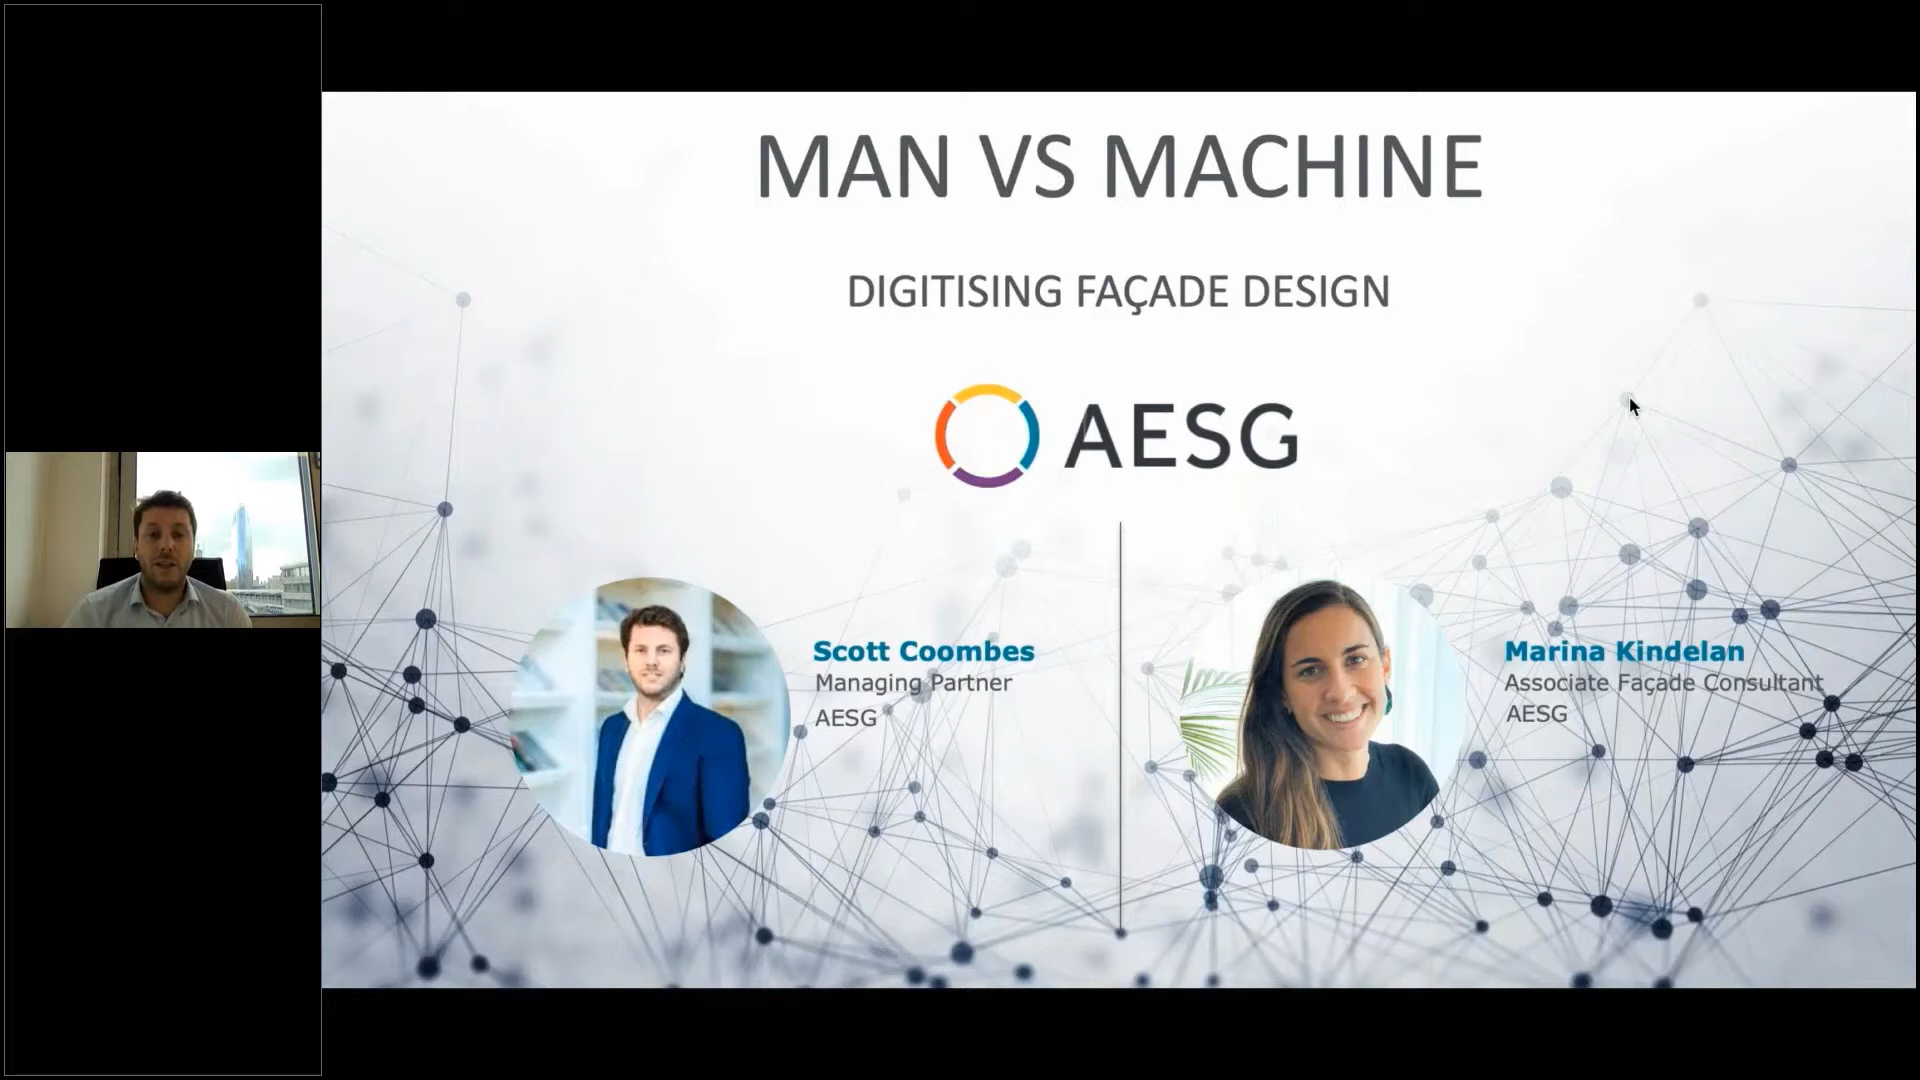 MAN VS MACHINE
DIGITISING FAÇADE DESIGN
AESG
Scott Coombes
Managing Partner
AESG
Marina Kindelan
Associate Façade Consultant
AESG